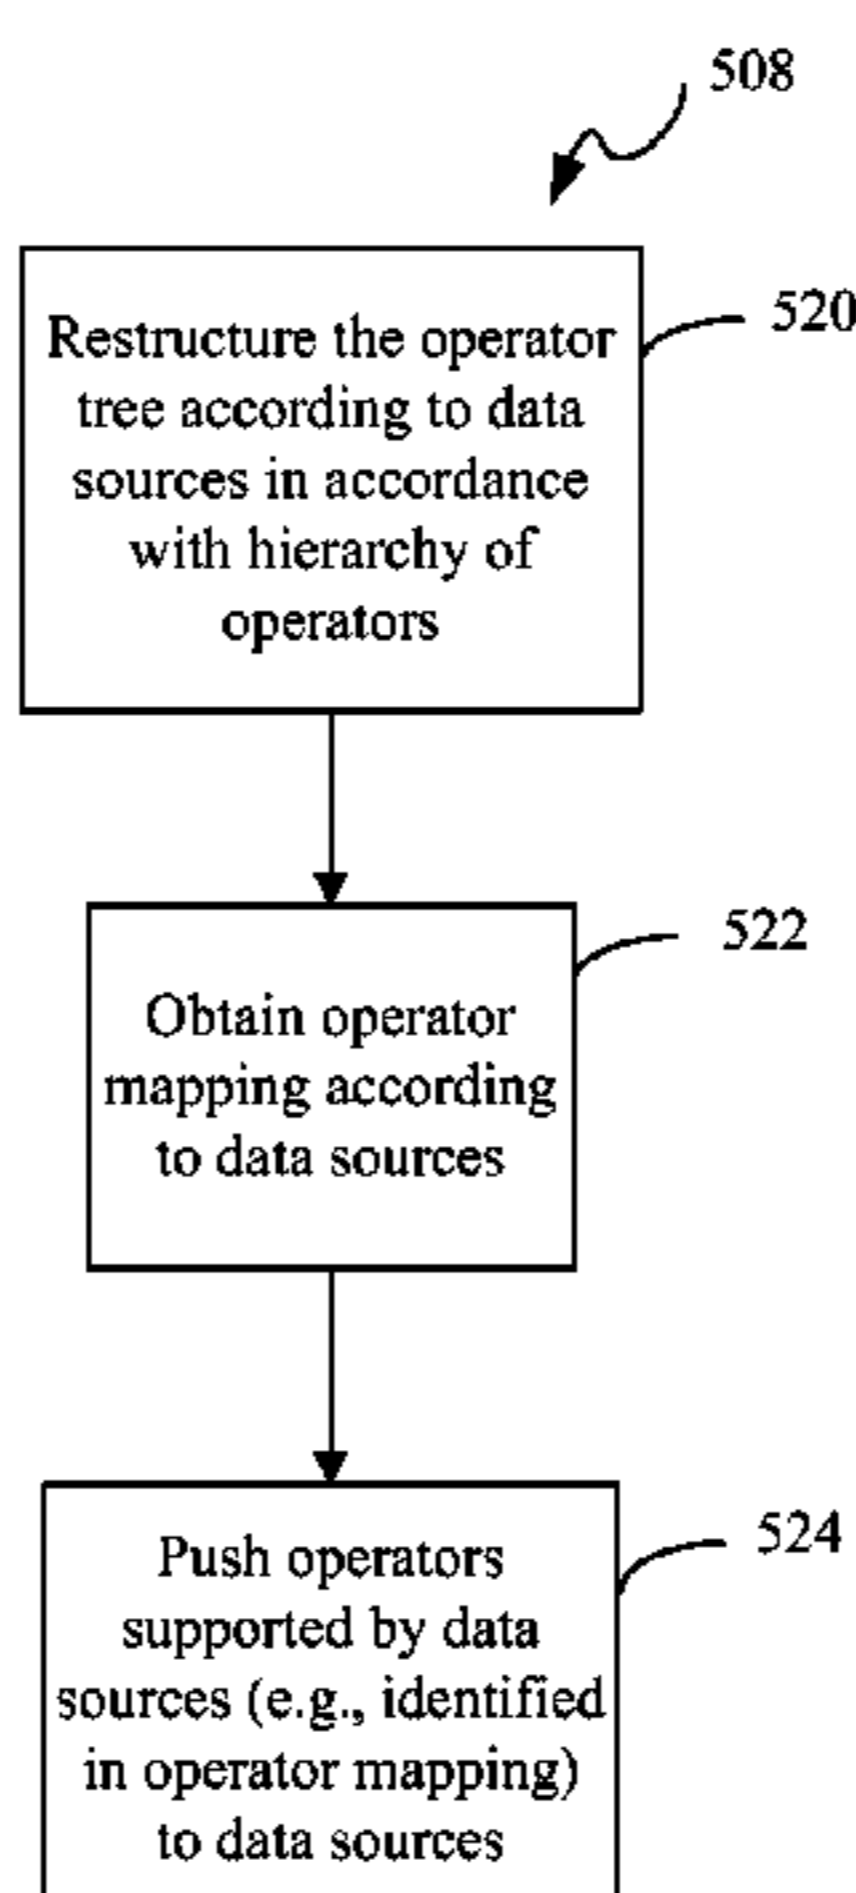 508
520
Restructure the operator
tree according to data
sources in accordance
with hierarchy of
operators
522
Obtain operator
mapping according
to data sources
524
Push operators
supported by data
sources (e.g., identified
in operator mapping)
to data sources